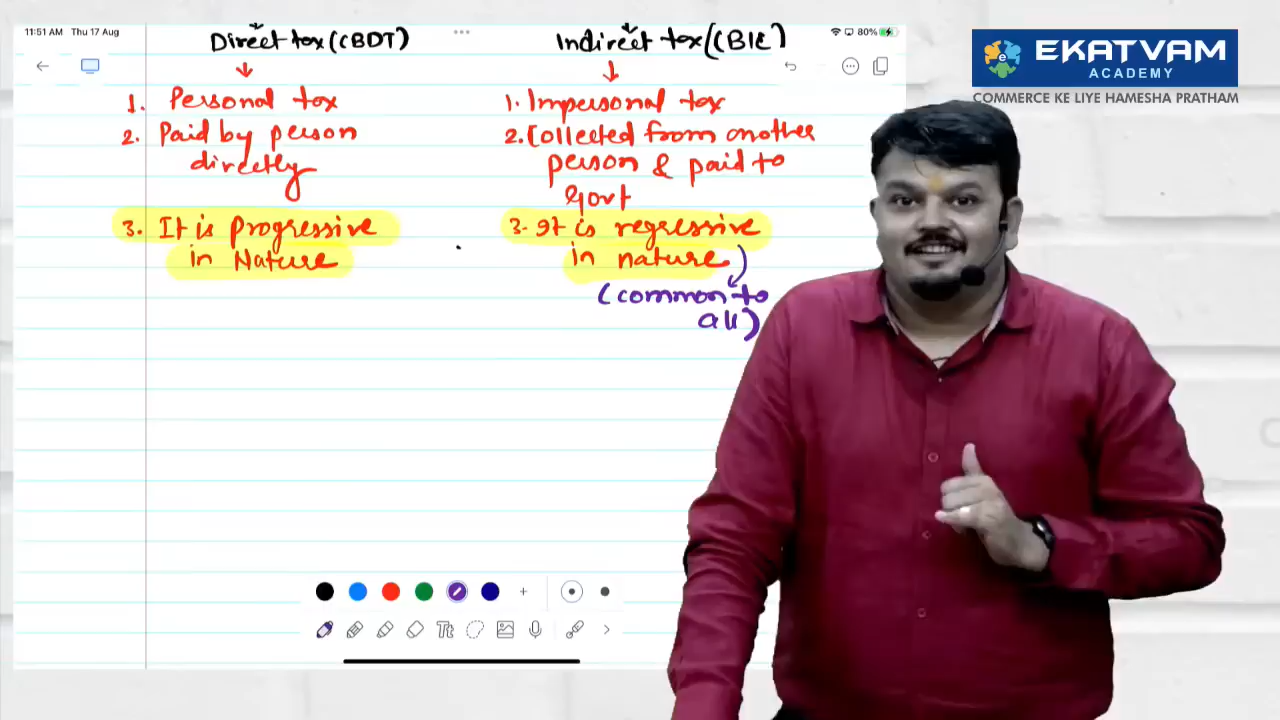 11:51 AM Thu 17 Aug
80%
Direct tax (CBDT)
1. Personal tax
2. Paid by person
directly
3. It is progressive
in Nature
Indirect tax (CBIC)
1. Impersonal tax
2. Collected from another
person & paid to
Govt
3. It is regressive
in nature
(common to
all)
Tt
EKATVAM
ACADEMY
COMMERCE KE LIYE HAMESHA PRATHAM